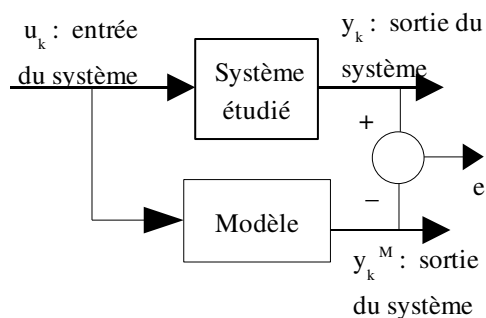 u_k : entrée
du système
Système
étudié
y_k : sortie du
système
+
−
e
Modèle
y_k^M : sortie
du système